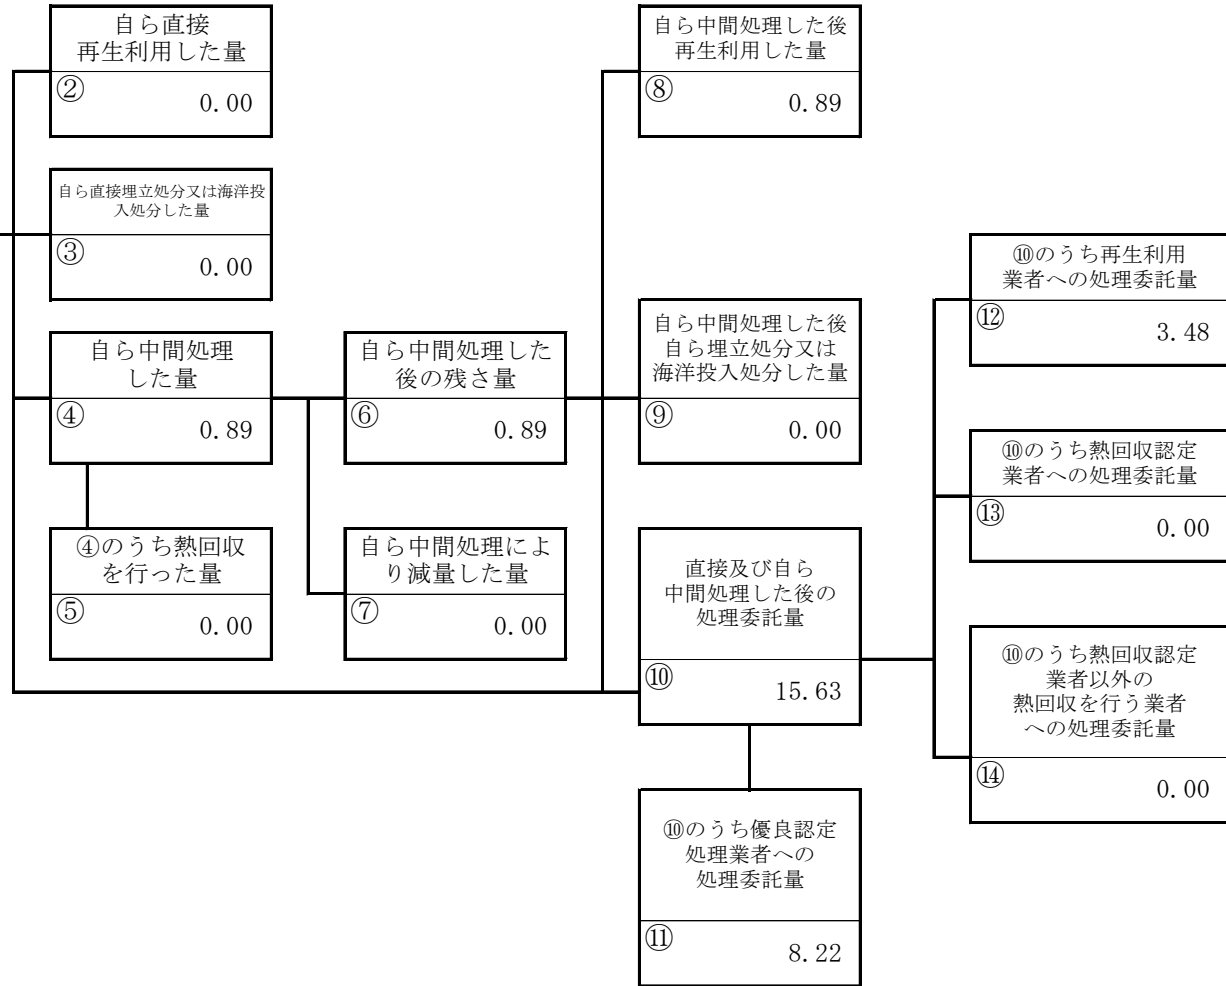 自ら直接
再生利用した量
②
0.00
自ら直接埋立処分又は海洋投
入処分した量
③
0.00
自ら中間処理
した量
④
0.89
④のうち熱回収
を行った量
⑤
0.00
自ら中間処理した
後の残さ量
⑥
0.89
自ら中間処理によ
り減量した量
⑦
0.00
自ら中間処理した後
再生利用した量
⑧
0.89
自ら中間処理した後
自ら埋立処分又は
海洋投入処分した量
⑨
0.00
直接及び自ら
中間処理した後の
処理委託量
⑩
15.63
⑩のうち優良認定
処理業者への
処理委託量
⑪
8.22
⑩のうち再生利用
業者への処理委託量
⑫
3.48
⑩のうち熱回収認定
業者への処理委託量
⑬
0.00
⑩のうち熱回収認定
業者以外の
熱回収を行う業者
への処理委託量
⑭
0.00